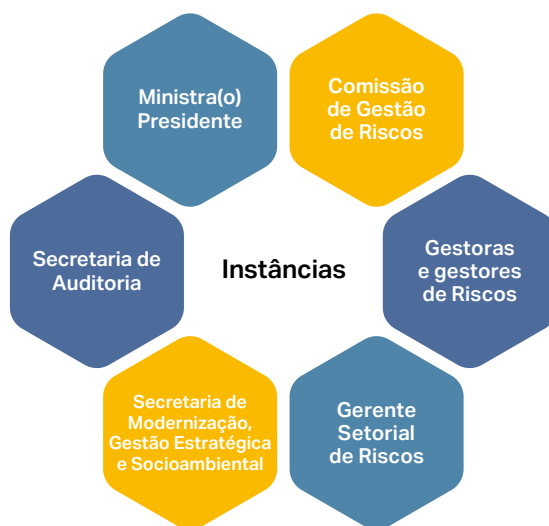 Ministra(o)
Presidente
Comissão
de Gestão
de Riscos
Secretaria de
Auditoria
Instâncias
Gestoras
e gestores
de Riscos
Secretaria de
Modernização,
Gestão Estratégica
e Socioambiental
Gerente
Setorial
de Riscos